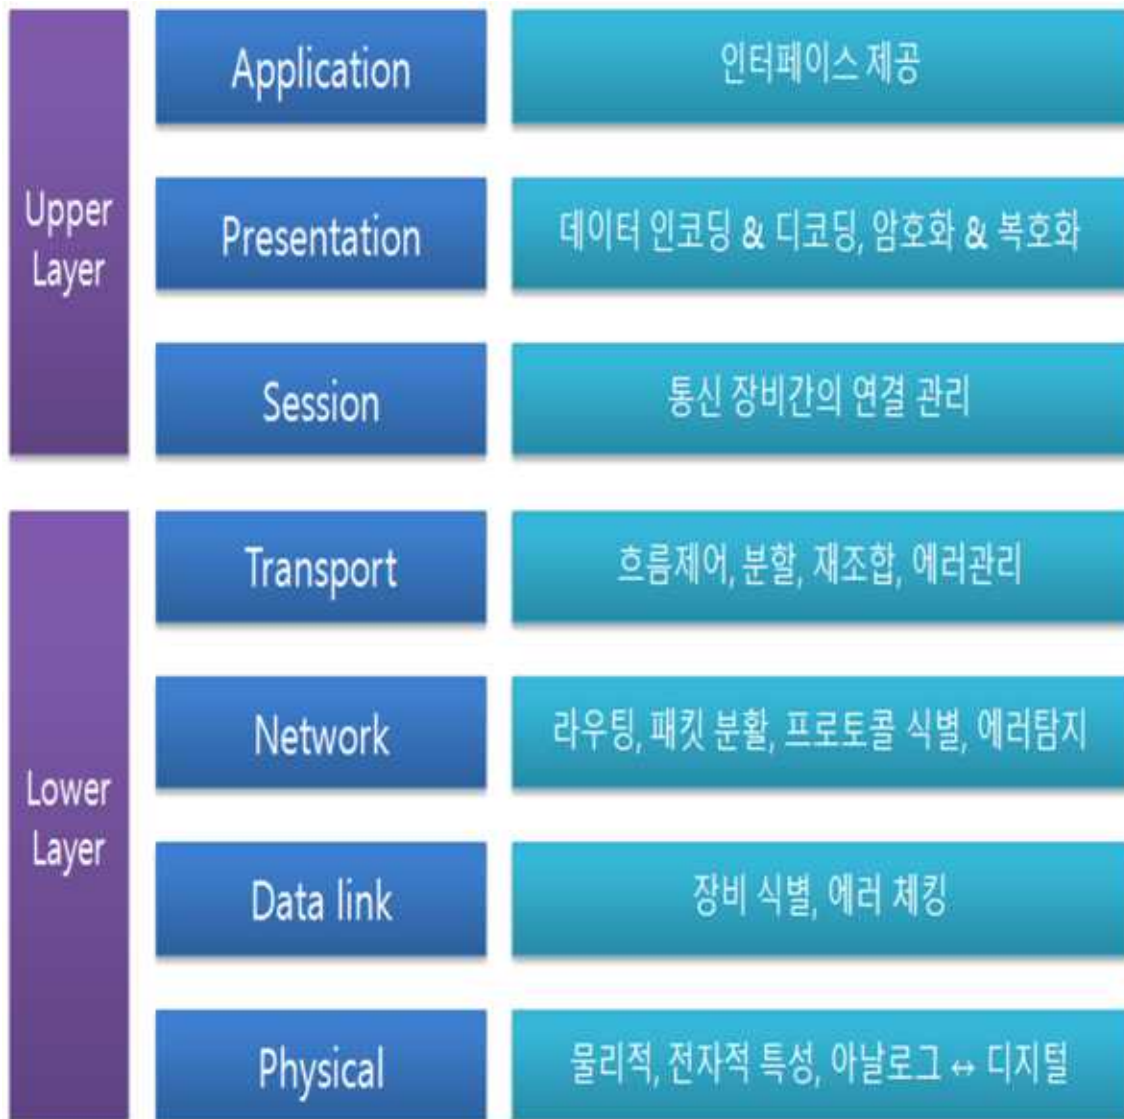 Upper
Layer
Application
인터페이스 제공
Presentation
데이터 인코딩 & 디코딩, 암호화 & 복호화
Session
통신 장비간의 연결 관리
Lower
Layer
Transport
흐름제어, 분할, 재조합, 에러관리
Network
라우팅, 패킷 분활, 프로토콜 식별, 에러탐지
Data link
장비 식별, 에러 체킹
Physical
물리적, 전자적 특성, 아날로그 ↔ 디지털